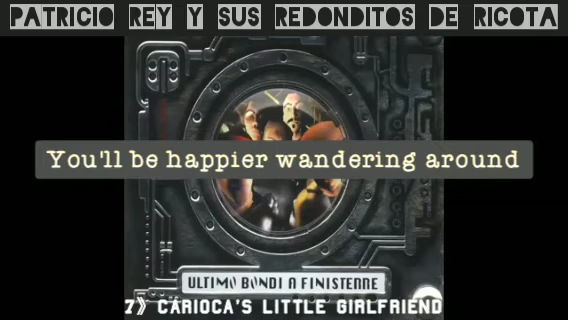 PATRICIO REY Y SUS REDONDITOS DE RICOTA
You'll be happier wandering around
ULTIMO BONDI A FINISTERRE
7》 CARIOCA'S LITTLE GIRLFRIEND